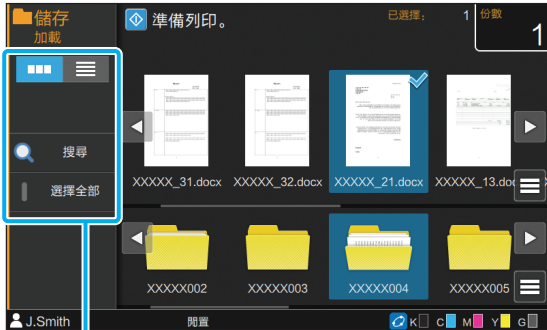 儲存
加載
準備列印。
已選擇： 1
份數
1
搜尋
選擇全部
XXXXX_31.docx XXXXX_32.docx XXXXX_21.docx XXXXX_13.do
XXXXX002 XXXXX003 XXXXX004 XXXXX005
J.Smith
閒置
K C M Y G